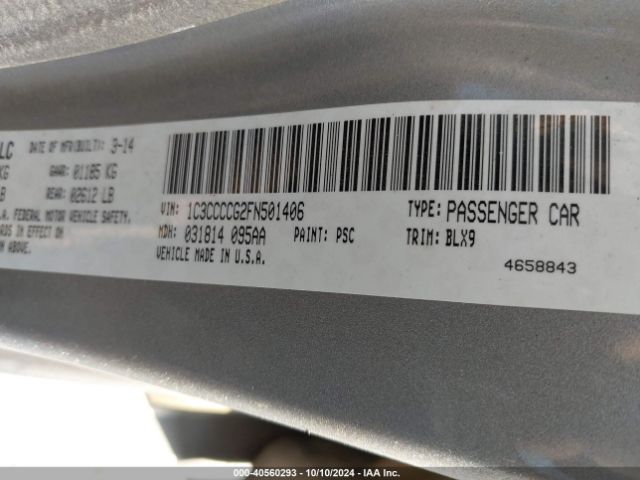 LC DATE OF MFR(BUILT): 3-14
KG GAWR: 01185 KG
LB REAR: 02612 LB
.A. FEDERAL MOTOR VEHICLE SAFETY,
ARDS IN EFFECT ON
N ABOVE.
VIN: 1C3CCCCG2FN501406 TYPE: PASSENGER CAR
MDH: 031814 095AA PAINT: PSC TRIM: BLX9
VEHICLE MADE IN U.S.A.
4658843
000-40560293 - 10/10/2024 - IAA Inc. (Copart)